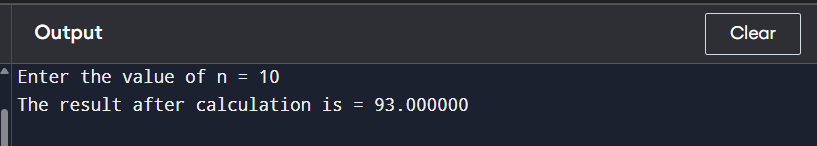 Output
Clear
Enter the value of n = 10
The result after calculation is = 93.000000